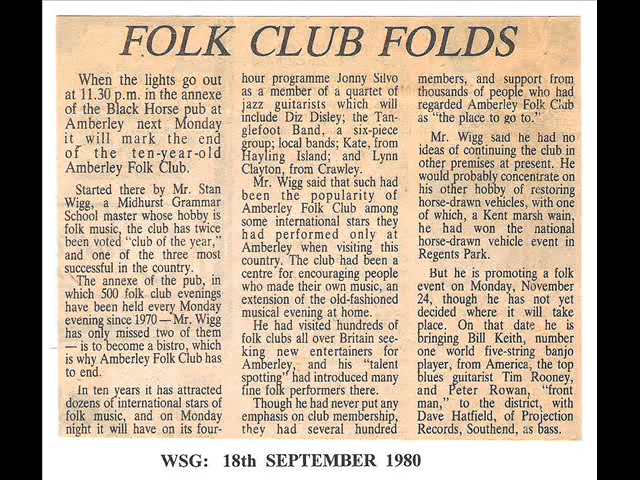 FOLK CLUB FOLDS
When the lights go out
at 11.30 p.m. in the annexe
of the Black Horse pub at
Amberley next Monday
it will mark the end
of the ten-year-old
Amberley Folk Club.
Started there by Mr. Stan
Wigg, a Midhurst Grammar
School master whose hobby is
folk music, the club has twice
been voted "club of the year,"
and one of the three most
successful in the country.
The annexe of the pub, in
which 500 folk club evenings
have been held every Monday
evening since 1970 — Mr. Wigg
has only missed two of them
— is to become a bistro, which
is why Amberley Folk Club has
to end.
In ten years it has attracted
dozens of international stars of
folk music, and on Monday
night it will have on its four-
hour programme Jonny Silvo
as a member of a quartet of
jazz guitarists which will
include Diz Disley; the Tan-
glefoot Band, a six-piece
group; local bands; Kate, from
Hayling Island; and Lynn
Clayton, from Crawley.
Mr. Wigg said that such had
been the popularity of
Amberley Folk Club among
some international stars they
had performed only at
Amberley when visiting this
country. The club had been a
centre for encouraging people
who made their own music, an
extension of the old-fashioned
musical evening at home.
He had visited hundreds of
folk clubs all over Britain see-
king new entertainers for
Amberley, and his "talent
spotting" had introduced many
fine folk performers there.
Though he had never put any
emphasis on club membership,
they had several hundred
members, and support from
thousands of people who had
regarded Amberley Folk Club
as "the place to go to."
Mr. Wigg said he had no
ideas of continuing the club in
other premises at present. He
would probably concentrate on
his other hobby of restoring
horse-drawn vehicles, with one
of which, a Kent marsh wain,
he had won the national
horse-drawn vehicle event in
Regents Park.
But he is promoting a folk
event on Monday, November
24, though he has not yet
decided where it will take
place. On that date he is
bringing Bill Keith, number
one world five-string banjo
player, from America, the top
blues guitarist Tim Rooney,
and Peter Rowan, "front
man," to the district, with
Dave Hatfield, of Projection
Records, Southend, as bass.
WSG: 18th SEPTEMBER 1980